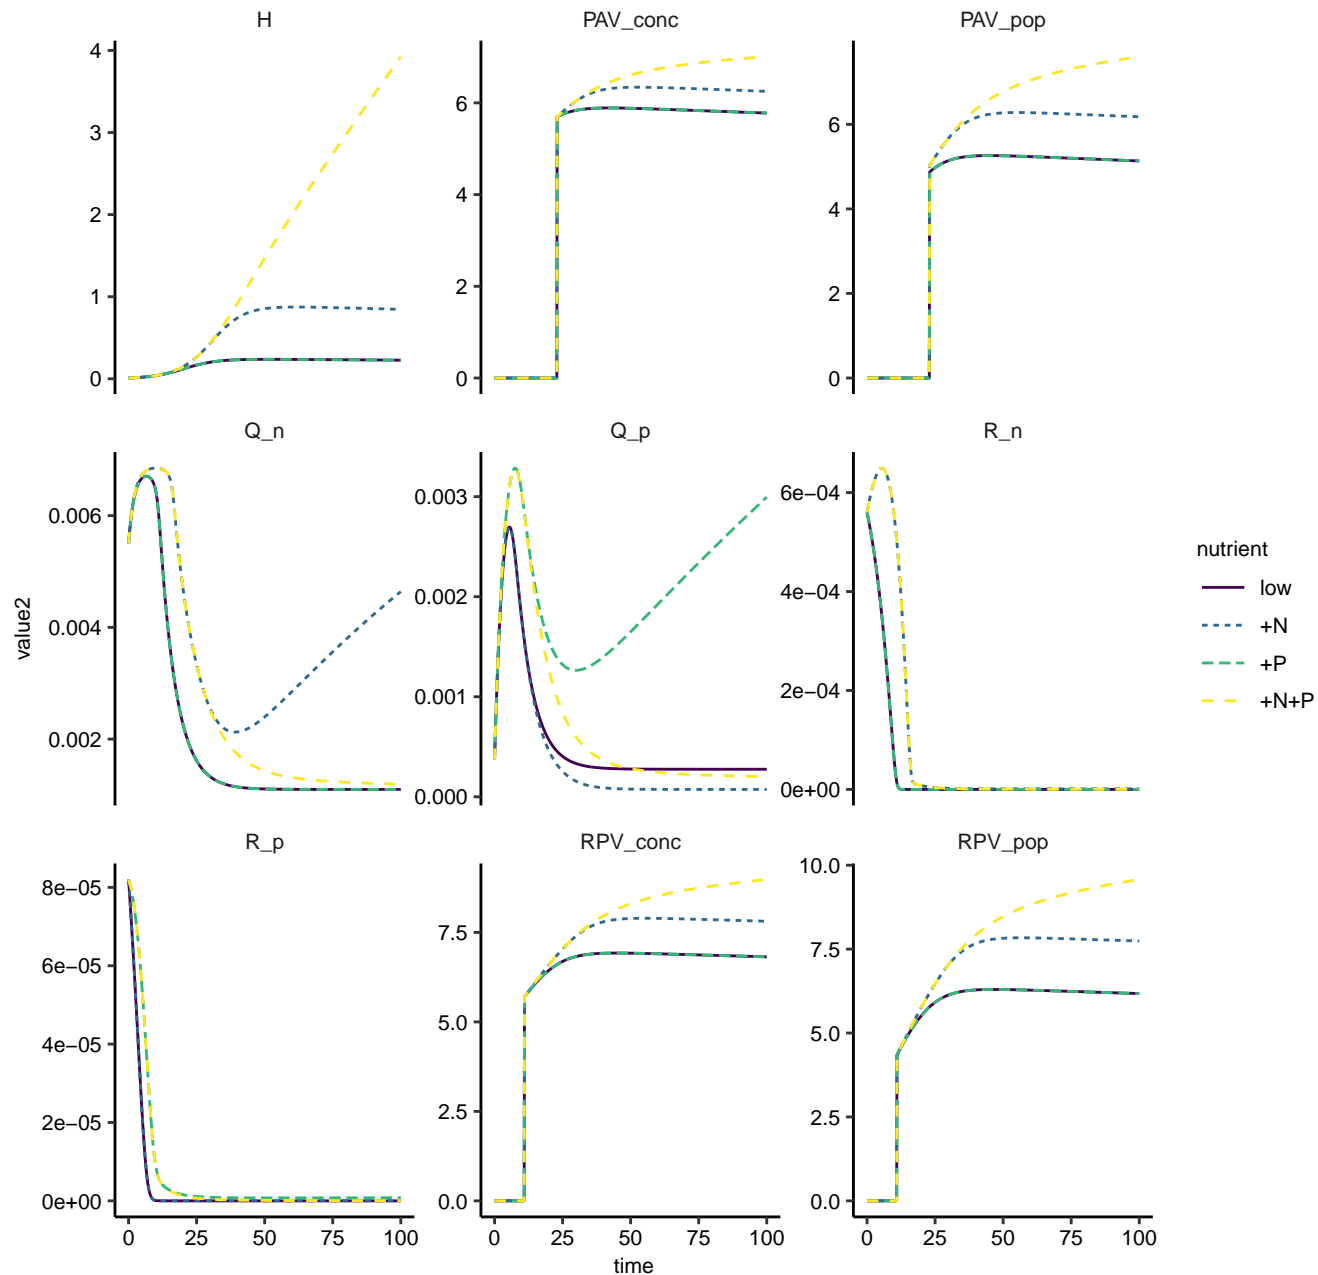 H
PAV_conc
PAV_pop
4
3
2
1
0
6
4
2
0
6
4
2
0
Q_n
Q_p
R_n
0.006
0.004
0.002
0.003
0.002
0.001
0.000
6e−04
4e−04
2e−04
0e+00
value2
nutrient
low
+N
+P
+N+P
R_p
RPV_conc
RPV_pop
8e−05
6e−05
4e−05
2e−05
0e+00
7.5
5.0
2.5
0.0
10.0
7.5
5.0
2.5
0.0
0 25 50 75 100
0 25 50 75 100
0 25 50 75 100
time